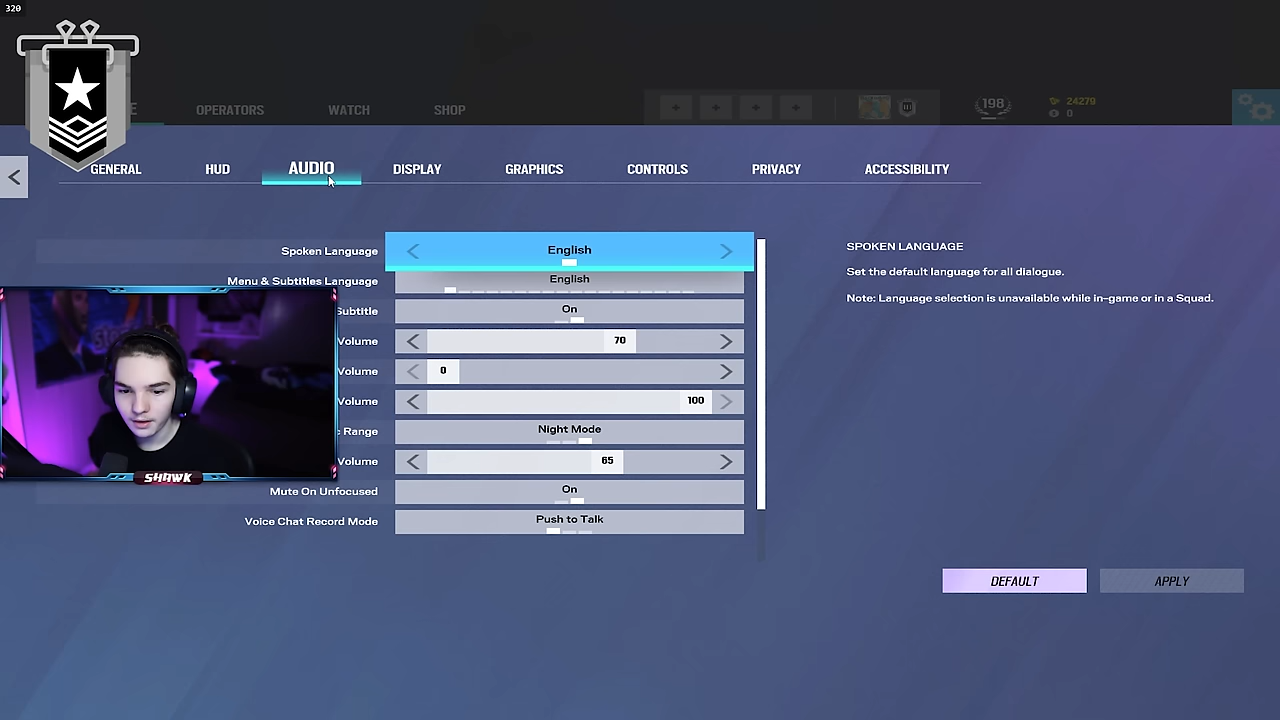 320
OPERATORS
WATCH
SHOP
198
24279
0
GENERAL
HUD
AUDIO
DISPLAY
GRAPHICS
CONTROLS
PRIVACY
ACCESSIBILITY
Spoken Language
English
Menu & Subtitles Language
English
Subtitle
On
Volume
70
Volume
0
Volume
100
Range
Night Mode
Volume
65
Mute On Unfocused
On
Voice Chat Record Mode
Push to Talk
SPOKEN LANGUAGE
Set the default language for all dialogue.
Note: Language selection is unavailable while in-game or in a Squad.
DEFAULT
APPLY
SHAWK